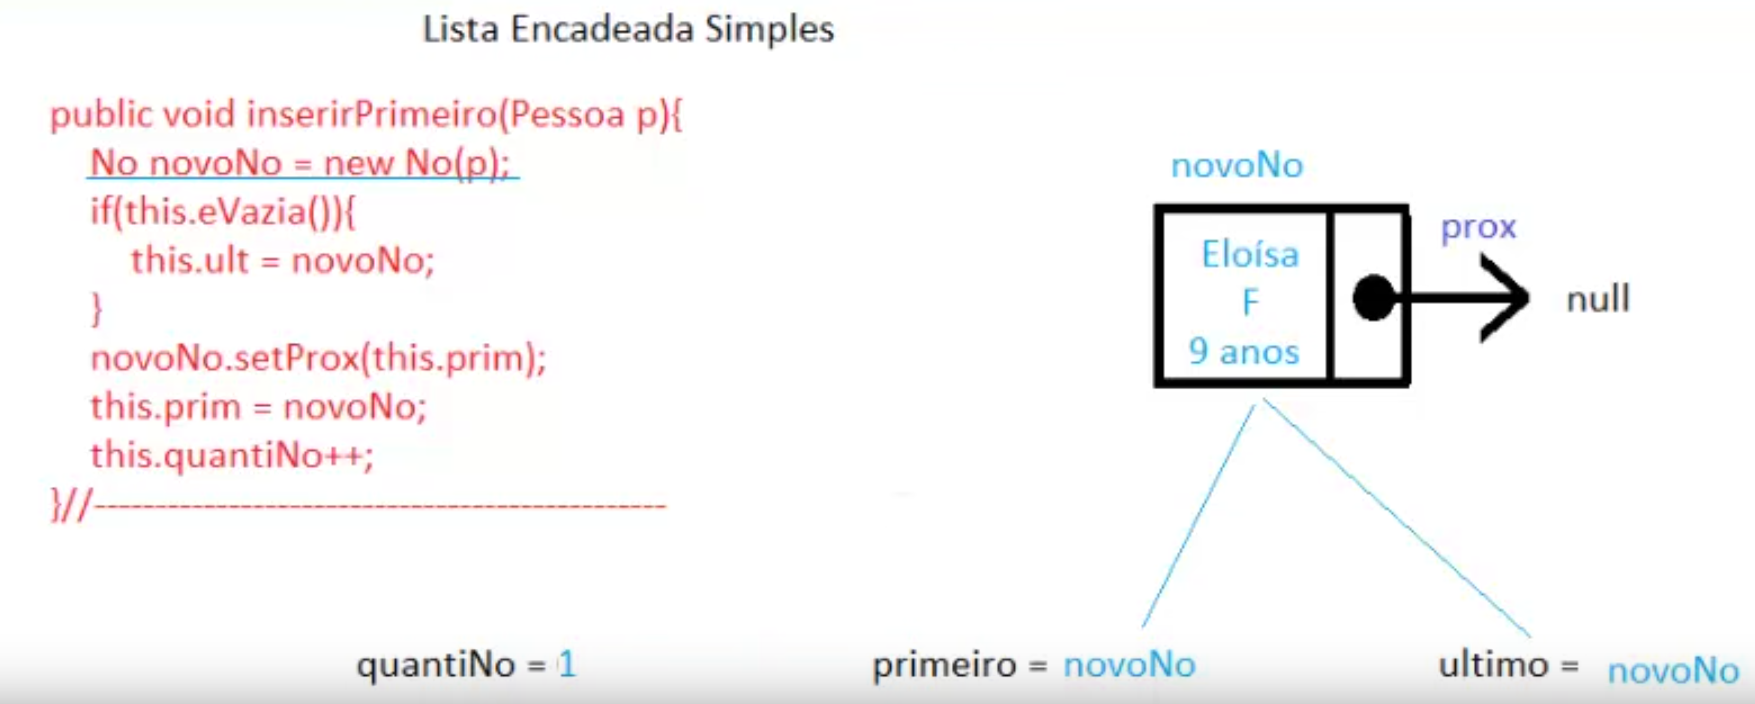 Lista Encadeada Simples
public void inserirPrimeiro(Pessoa p){
No novoNo = new No(p);
if(this.eVazia()){
this.ult = novoNo;
}
novoNo.setProx(this.prim);
this.prim = novoNo;
this.quantiNo++;
}//-----------------------------------------------
novoNo
Eloísa
F
9 anos
prox
null
quantiNo = 1
primeiro = novoNo
ultimo = novoNo